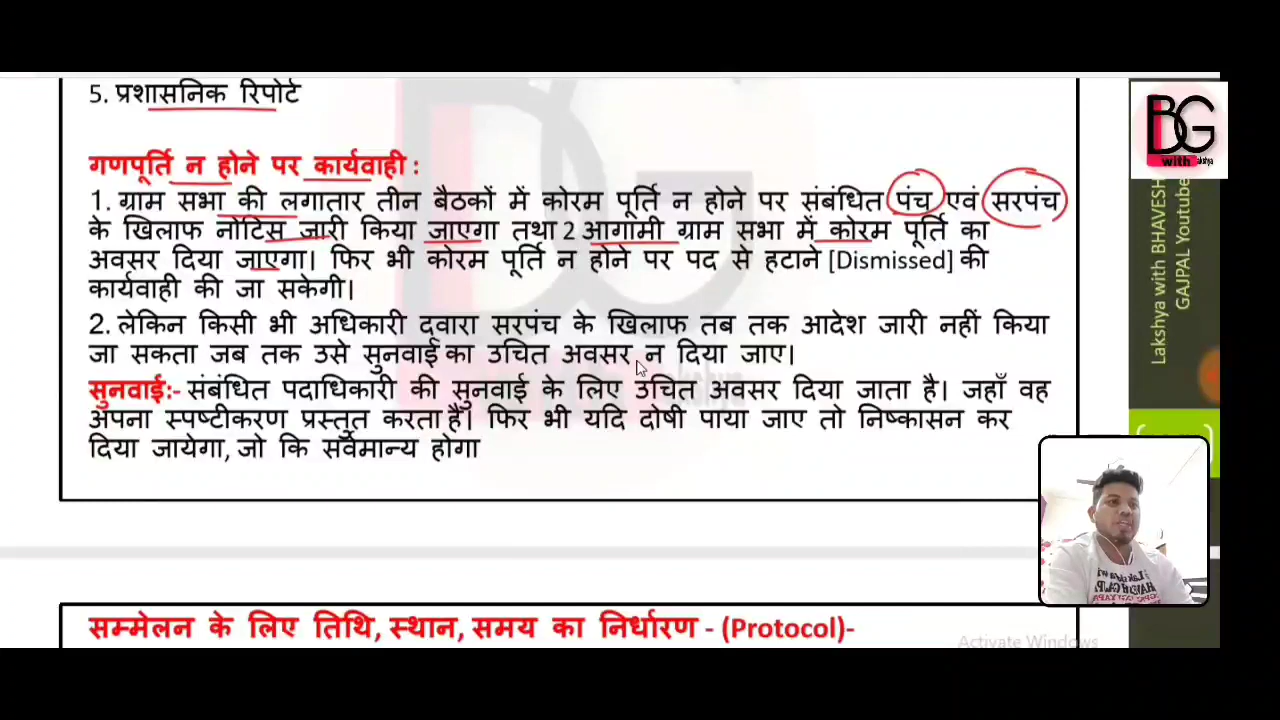 5. प्रशासनिक रिपोर्ट
गणपूर्ति न होने पर कार्यवाही :
1. ग्राम सभा की लगातार तीन बैठकों में कोरम पूर्ति न होने पर संबंधित पंच एवं सरपंच
के खिलाफ नोटिस जारी किया जाएगा तथा 2 आगामी ग्राम सभा में कोरम पूर्ति का
अवसर दिया जाएगा। फिर भी कोरम पूर्ति न होने पर पद से हटाने [Dismissed] की
कार्यवाही की जा सकेगी।
2. लेकिन किसी भी अधिकारी द्वारा सरपंच के खिलाफ तब तक आदेश जारी नहीं किया
जा सकता जब तक उसे सुनवाई का उचित अवसर न दिया जाए।
सुनवाई:- संबंधित पदाधिकारी की सुनवाई के लिए उचित अवसर दिया जाता है। जहाँ वह
अपना स्पष्टीकरण प्रस्तुत करता हैं। फिर भी यदि दोषी पाया जाए तो निष्कासन कर
दिया जायेगा, जो कि सर्वमान्य होगा
सम्मेलन के लिए तिथि, स्थान, समय का निर्धारण - (Protocol)-
BG
with akshya
Lakshya with BHAVESH
GAJPAL Youtube
Activate Windows